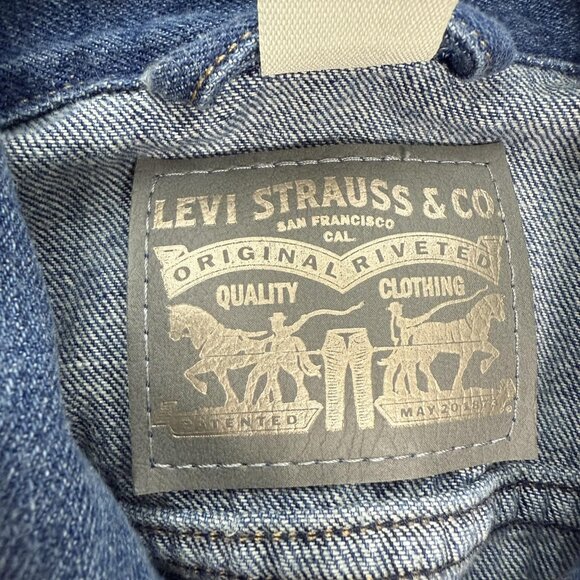 LEVI STRAUSS & CO
SAN FRANCISCO
CAL.
ORIGINAL RIVETED
QUALITY CLOTHING
PATENTED MAY 20 1873